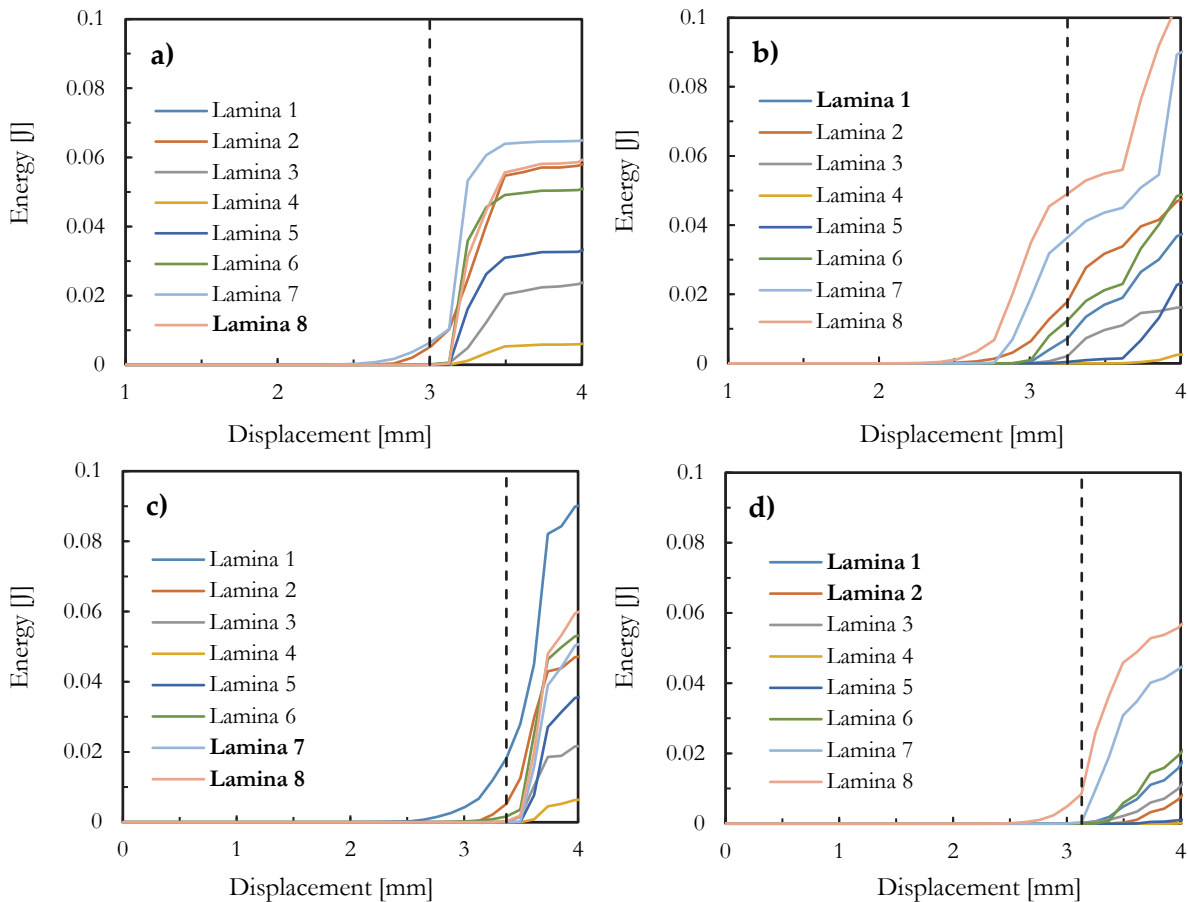 a)
0.1
0.08
0.06
0.04
0.02
0
Energy [J]
Lamina 1
Lamina 2
Lamina 3
Lamina 4
Lamina 5
Lamina 6
Lamina 7
Lamina 8
1 2 3 4
Displacement [mm]
b)
0.1
0.08
0.06
0.04
0.02
0
Energy [J]
Lamina 1
Lamina 2
Lamina 3
Lamina 4
Lamina 5
Lamina 6
Lamina 7
Lamina 8
1 2 3 4
Displacement [mm]
c)
0.1
0.08
0.06
0.04
0.02
0
Energy [J]
Lamina 1
Lamina 2
Lamina 3
Lamina 4
Lamina 5
Lamina 6
Lamina 7
Lamina 8
0 1 2 3 4
Displacement [mm]
d)
0.1
0.08
0.06
0.04
0.02
0
Energy [J]
Lamina 1
Lamina 2
Lamina 3
Lamina 4
Lamina 5
Lamina 6
Lamina 7
Lamina 8
0 1 2 3 4
Displacement [mm]